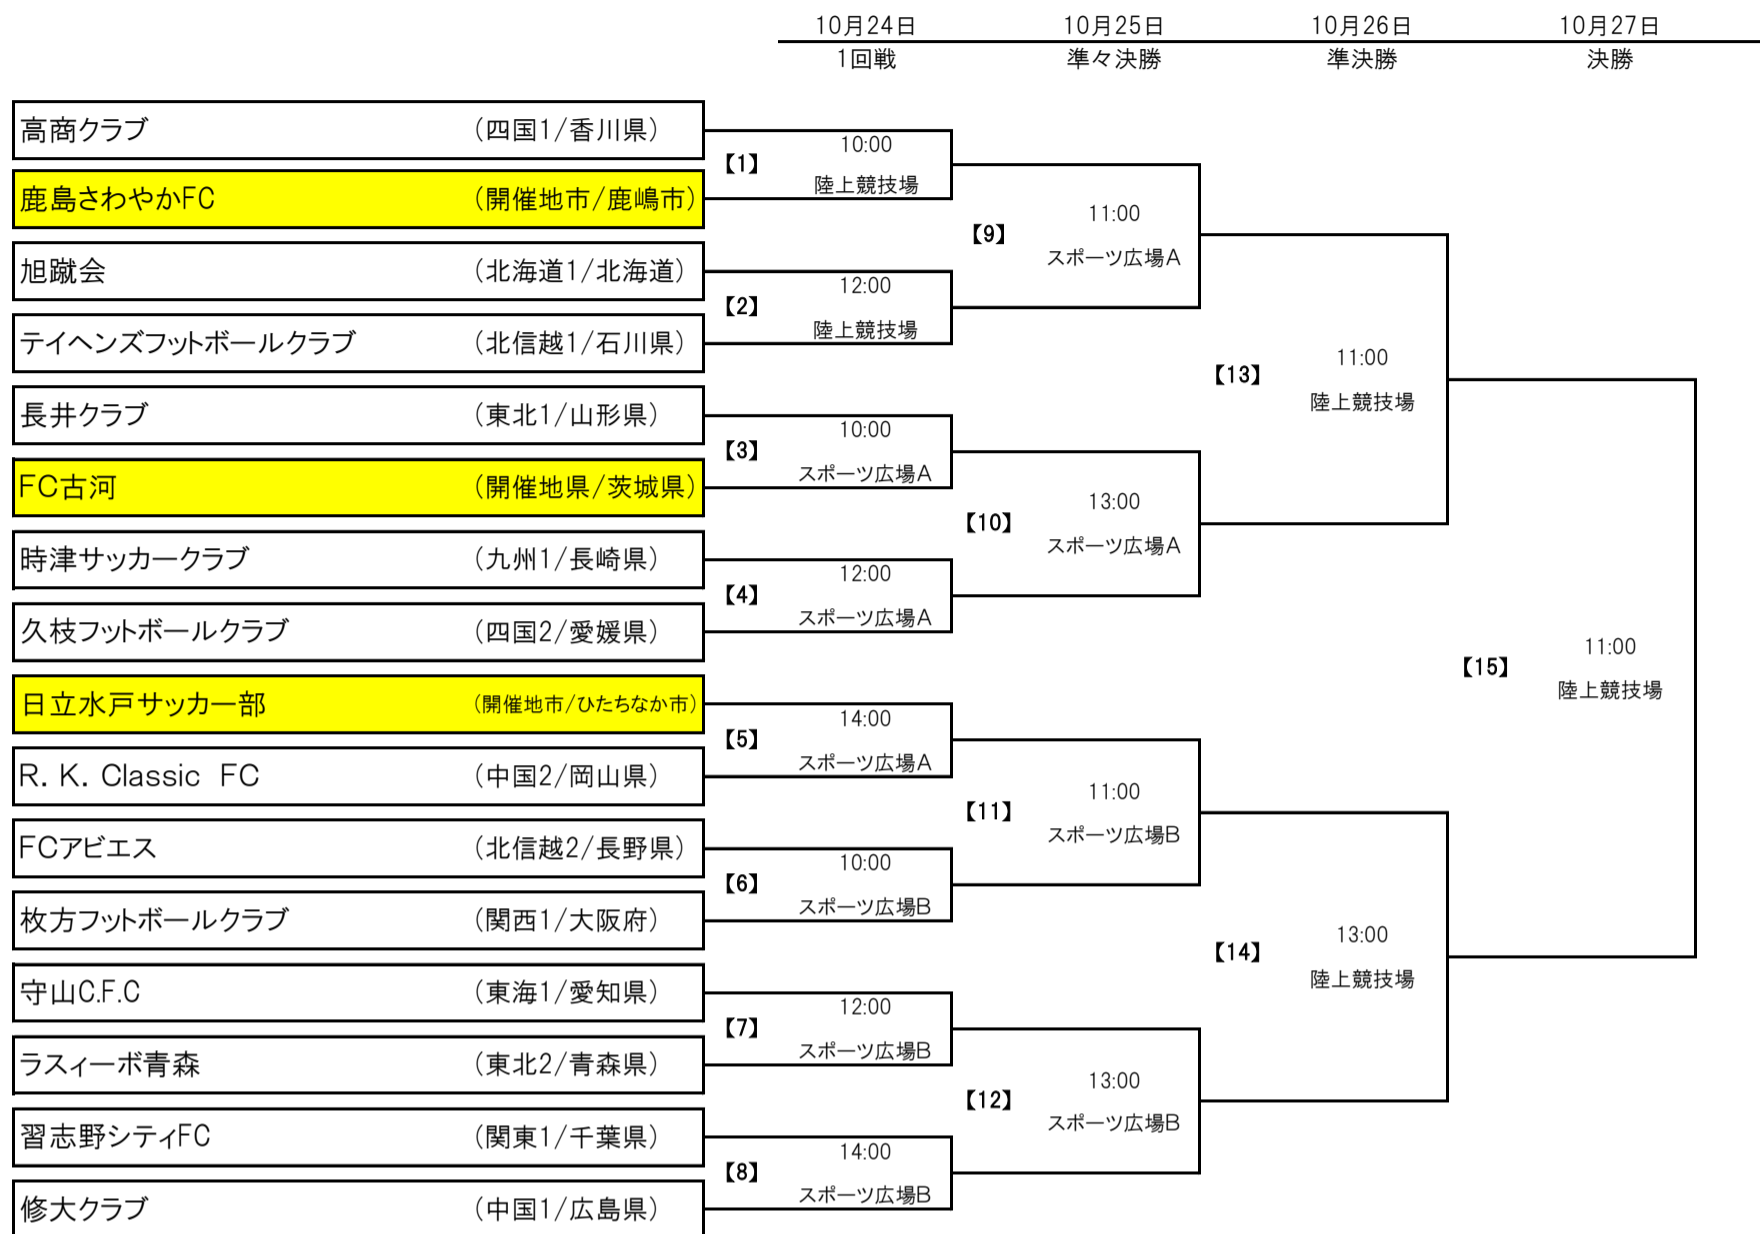 10月24日 10月25日 10月26日 10月27日
1回戦 準々決勝 準決勝 決勝
高商クラブ (四国1/香川県)
【1】 10:00
陸上競技場
鹿島さわやかFC (開催地市/鹿嶋市)
【9】 11:00
スポーツ広場A
旭蹴会 (北海道1/北海道)
【2】 12:00
陸上競技場
テイヘンズフットボールクラブ (北信越1/石川県)
【13】 11:00
陸上競技場
長井クラブ (東北1/山形県)
【3】 10:00
スポーツ広場A
FC古河 (開催地県/茨城県)
【10】 13:00
スポーツ広場A
時津サッカークラブ (九州1/長崎県)
【4】 12:00
スポーツ広場A
久枝フットボールクラブ (四国2/愛媛県)
【15】 11:00
陸上競技場
日立水戸サッカー部 (開催地市/ひたちなか市)
【5】 14:00
スポーツ広場A
R. K. Classic FC (中国2/岡山県)
【11】 11:00
スポーツ広場B
FCアビエス (北信越2/長野県)
【6】 10:00
スポーツ広場B
枚方フットボールクラブ (関西1/大阪府)
【14】 13:00
陸上競技場
守山C.F.C (東海1/愛知県)
【7】 12:00
スポーツ広場B
ラスィーボ青森 (東北2/青森県)
【12】 13:00
スポーツ広場B
習志野シティFC (関東1/千葉県)
【8】 14:00
スポーツ広場B
修大クラブ (中国1/広島県)